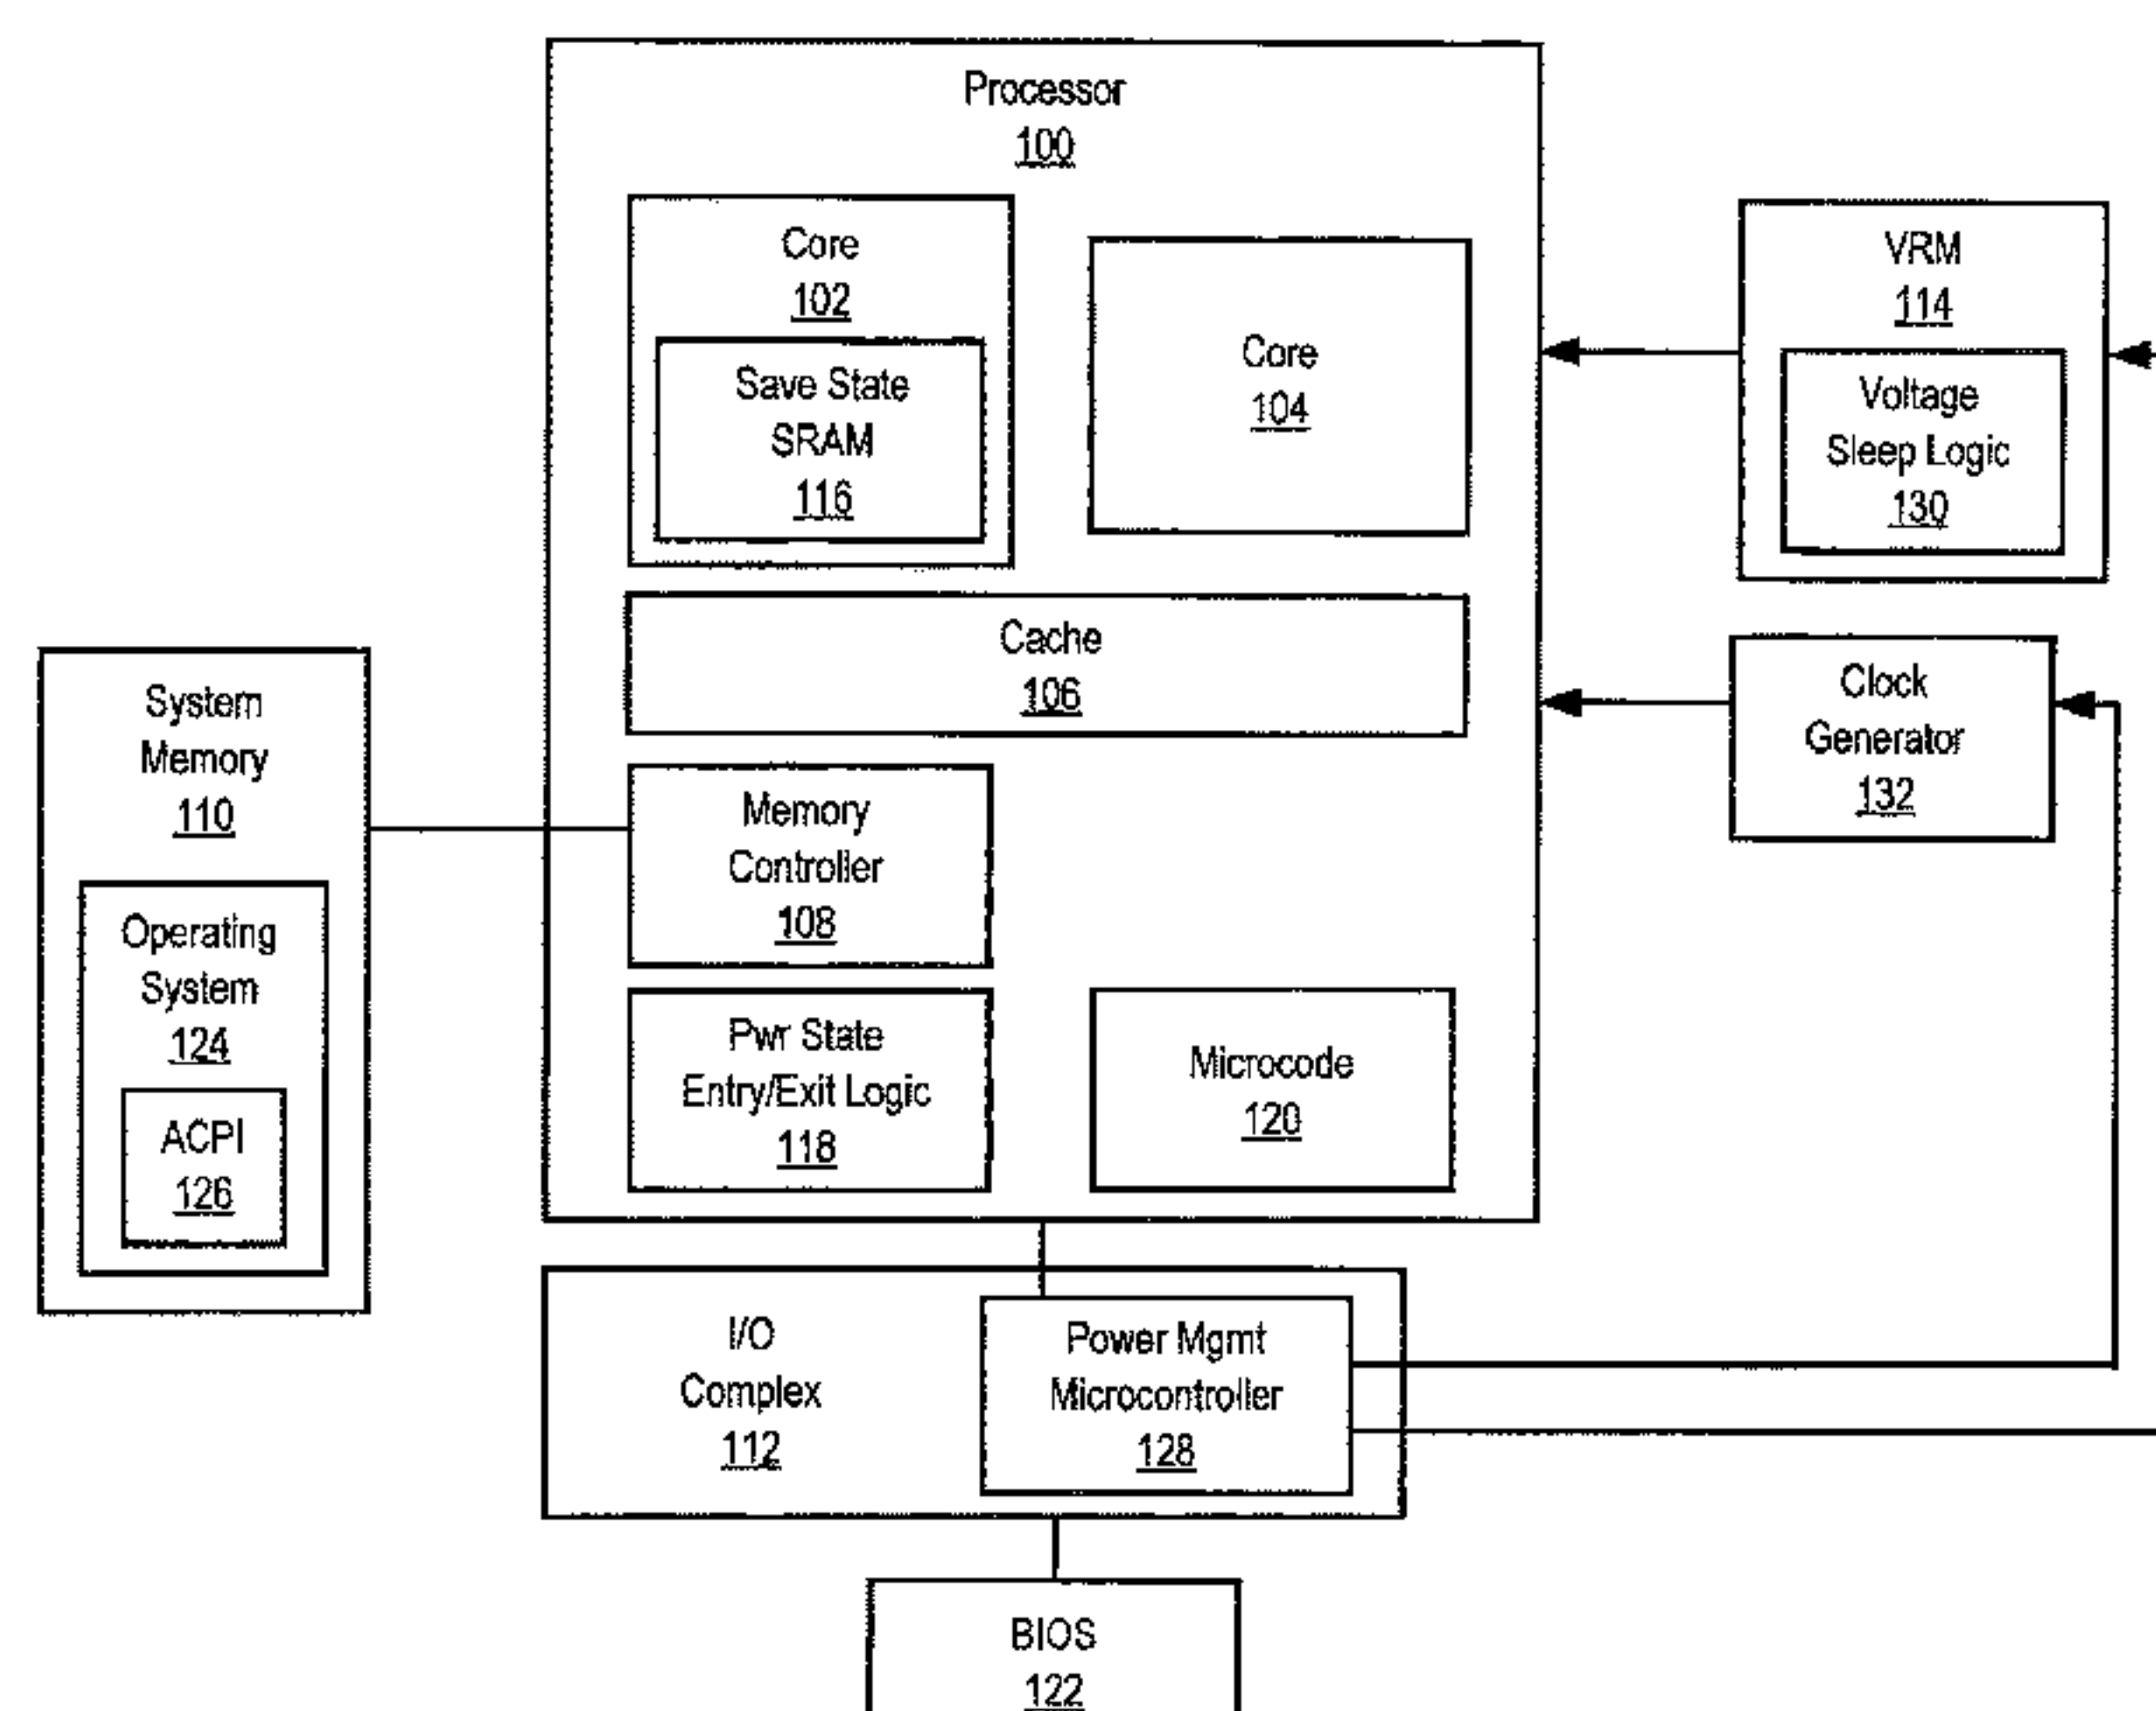 Processor
100
Core
102
Save State
SRAM
116
Core
104
VRM
114
Voltage
Sleep Logic
130
Cache
106
Clock
Generator
132
System
Memory
110
Operating
System
124
ACPI
126
Memory
Controller
108
Pwr State
Entry/Exit Logic
118
Microcode
120
I/O
Complex
112
Power Mgmt
Microcontroller
128
BIOS
122